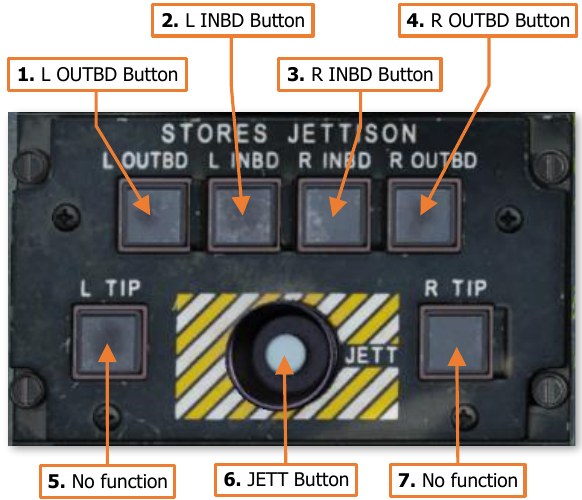 2. L INBD Button
4. R OUTBD Button
1. L OUTBD Button
3. R INBD Button
STORES JETTISON
L OUTBD L INBD R INBD R OUTBD
L TIP
R TIP
JETT
5. No function
6. JETT Button
7. No function